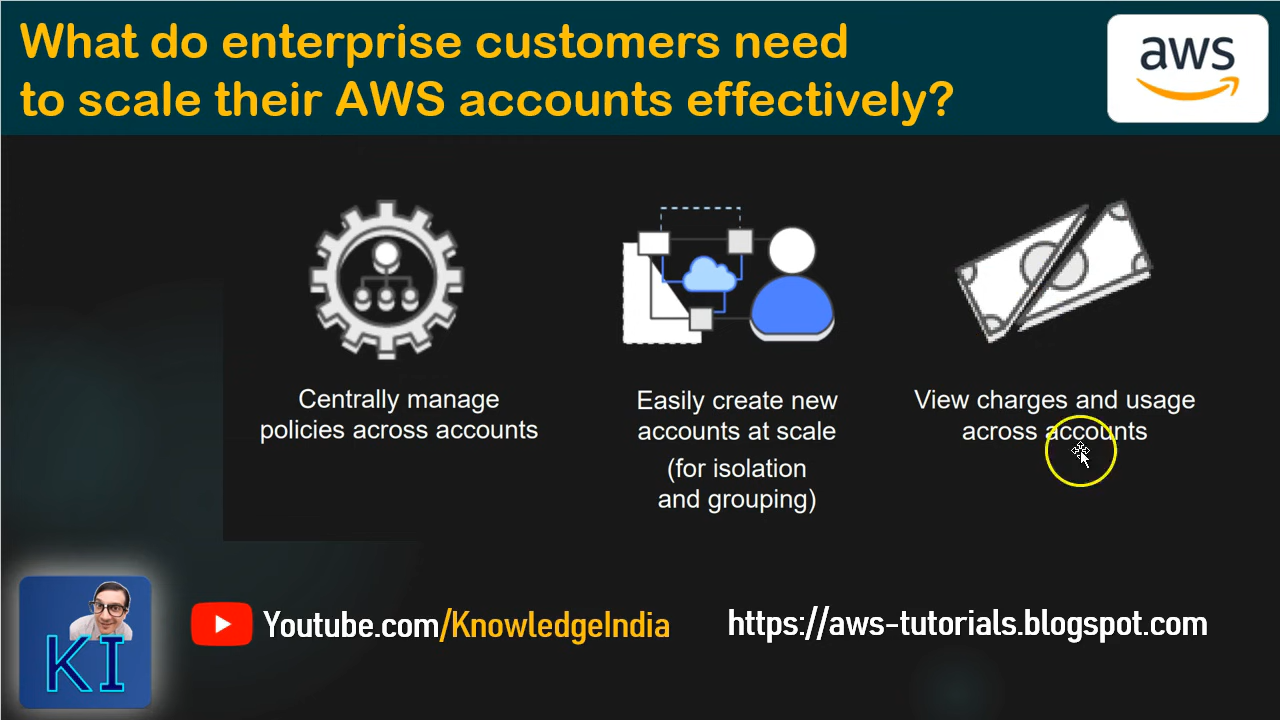 What do enterprise customers need
to scale their AWS accounts effectively?
aws
Centrally manage
policies across accounts
Easily create new
accounts at scale
(for isolation
and grouping)
View charges and usage
across accounts
KI
Youtube.com/KnowledgeIndia
https://aws-tutorials.blogspot.com